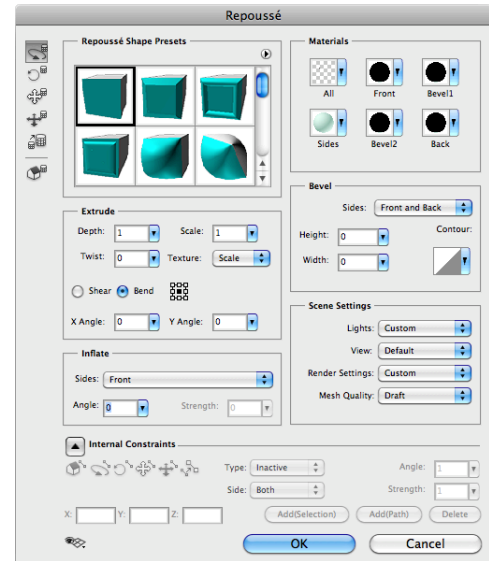 Repoussé
Repoussé Shape Presets
Materials
All
Front
Bevel1
Sides
Bevel2
Back
Extrude
Depth: 1
Scale: 1
Twist: 0
Texture: Scale
Shear
Bend
X Angle: 0
Y Angle: 0
Bevel
Sides: Front and Back
Height: 0
Contour:
Width: 0
Inflate
Sides: Front
Angle: 0
Strength: 0
Scene Settings
Lights: Custom
View: Default
Render Settings: Custom
Mesh Quality: Draft
Internal Constraints
Type: Inactive
Angle: 1
Side: Both
Strength: 1
X:
Y:
Z:
Add(Selection)
Add(Path)
Delete
OK
Cancel